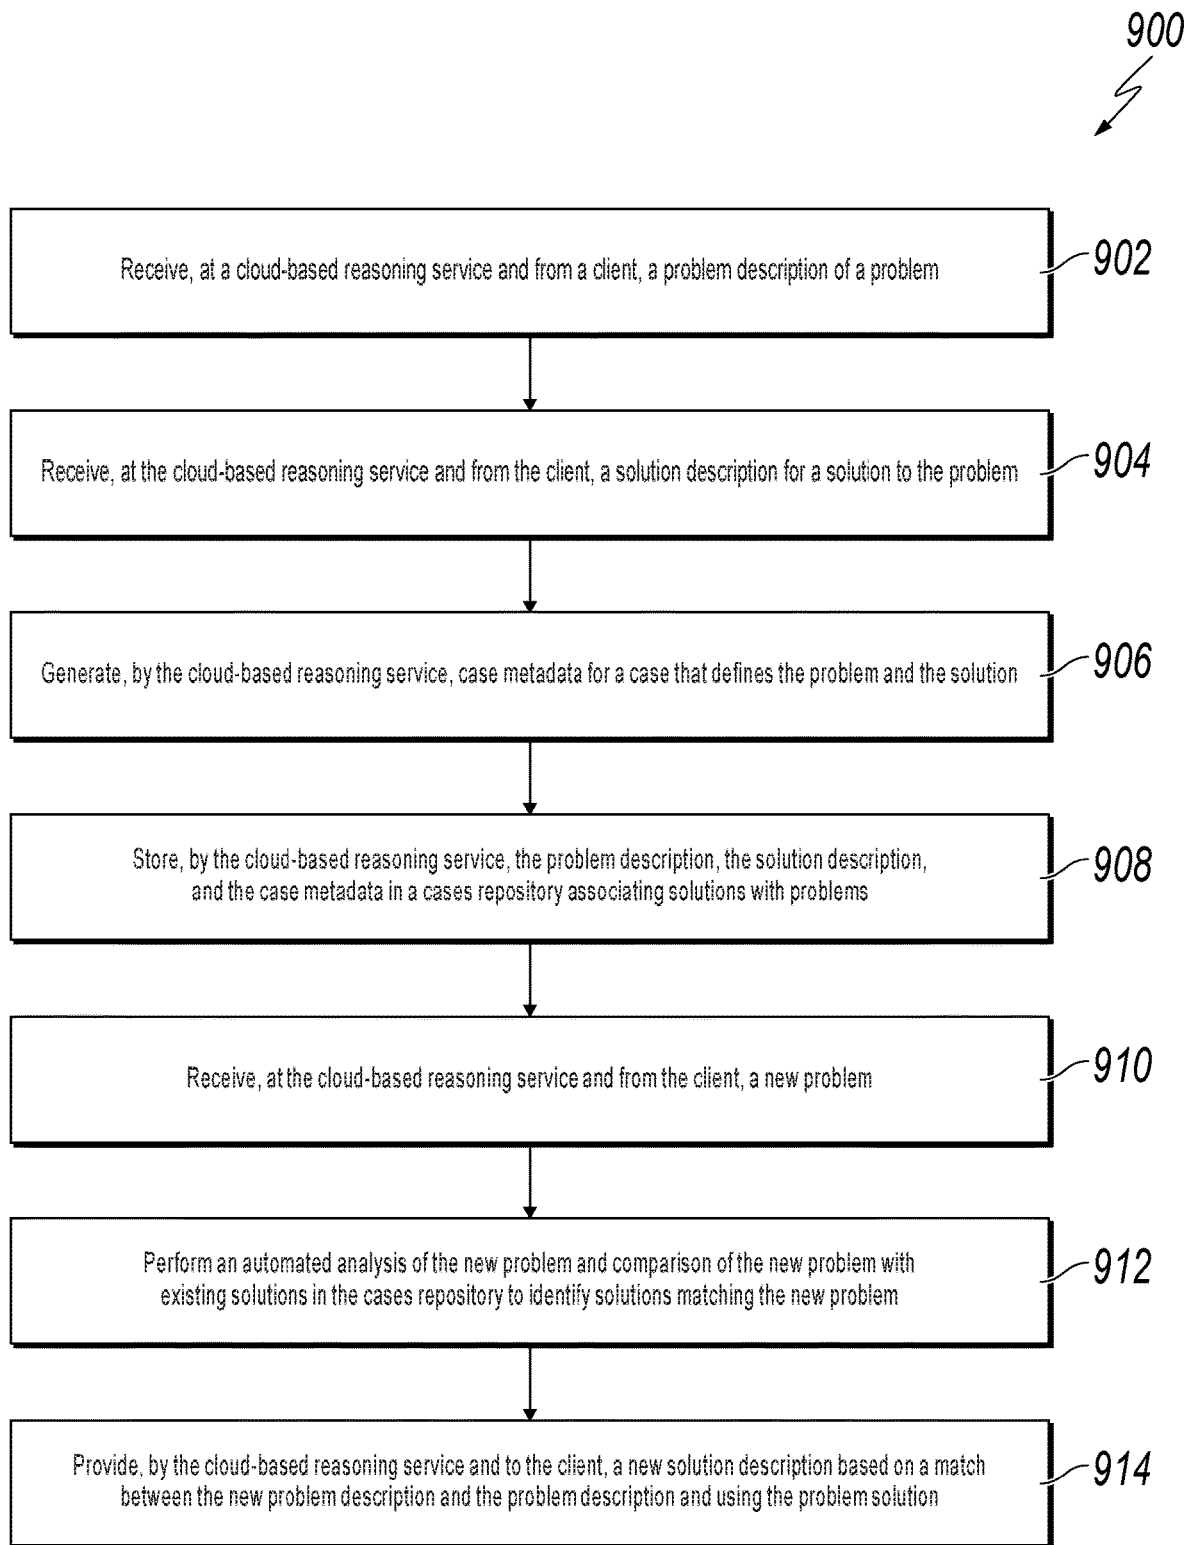 900
Receive, at a cloud-based reasoning service and from a client, a problem description of a problem
902
Receive, at the cloud-based reasoning service and from the client, a solution description for a solution to the problem
904
Generate, by the cloud-based reasoning service, case metadata for a case that defines the problem and the solution
906
Store, by the cloud-based reasoning service, the problem description, the solution description,
and the case metadata in a cases repository associating solutions with problems
908
Receive, at the cloud-based reasoning service and from the client, a new problem
910
Perform an automated analysis of the new problem and comparison of the new problem with
existing solutions in the cases repository to identify solutions matching the new problem
912
Provide, by the cloud-based reasoning service and to the client, a new solution description based on a match
between the new problem description and the problem description and using the problem solution
914